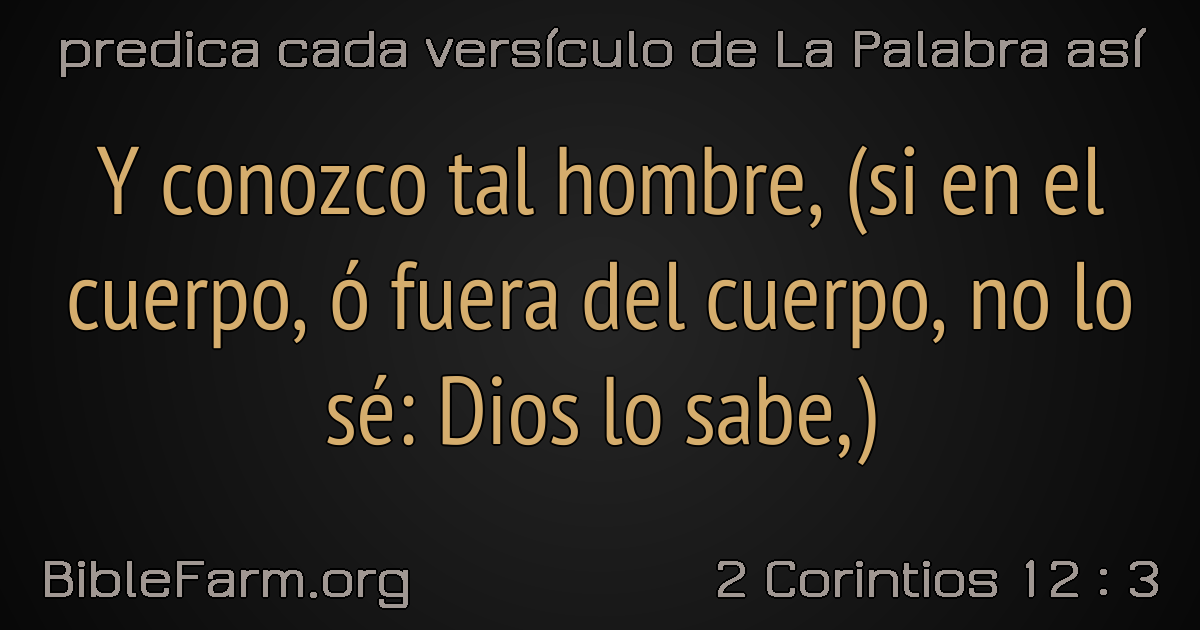 predica cada versículo de La Palabra así
Y conozco tal hombre, (si en el
cuerpo, ó fuera del cuerpo, no lo
sé: Dios lo sabe,)
BibleFarm.org
2 Corintios 12 : 3